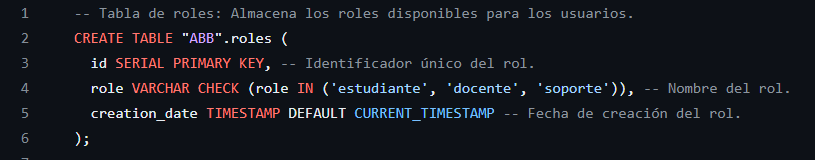 1 -- Tabla de roles: Almacena los roles disponibles para los usuarios.
2 CREATE TABLE "ABB".roles (
3 id SERIAL PRIMARY KEY, -- Identificador único del rol.
4 role VARCHAR CHECK (role IN ('estudiante', 'docente', 'soporte')), -- Nombre del rol.
5 creation_date TIMESTAMP DEFAULT CURRENT_TIMESTAMP -- Fecha de creación del rol.
6 );